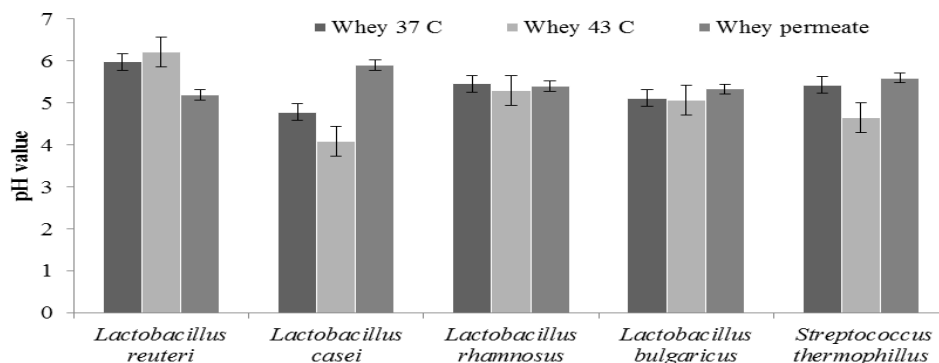 7
6
5
4
3
2
1
0
pH value
Whey 37 C Whey 43 C Whey permeate
Lactobacillus reuteri
Lactobacillus casei
Lactobacillus rhamnosus
Lactobacillus bulgaricus
Streptococcus thermophillus